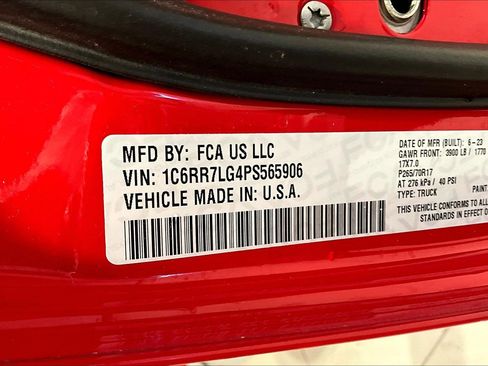 MFD BY: FCA US LLC
VIN: 1C6RR7LG4PS565906
VEHICLE MADE IN: U.S.A.
DATE OF MFR (BUILT): 6-23
GAWR FRONT: 3900 LB / 1770
17X7.0
P265/70R17
AT 276 kPa / 40 PSI
TYPE: TRUCK PAINT:
THIS VEHICLE CONFORMS TO ALL
STANDARDS IN EFFECT O